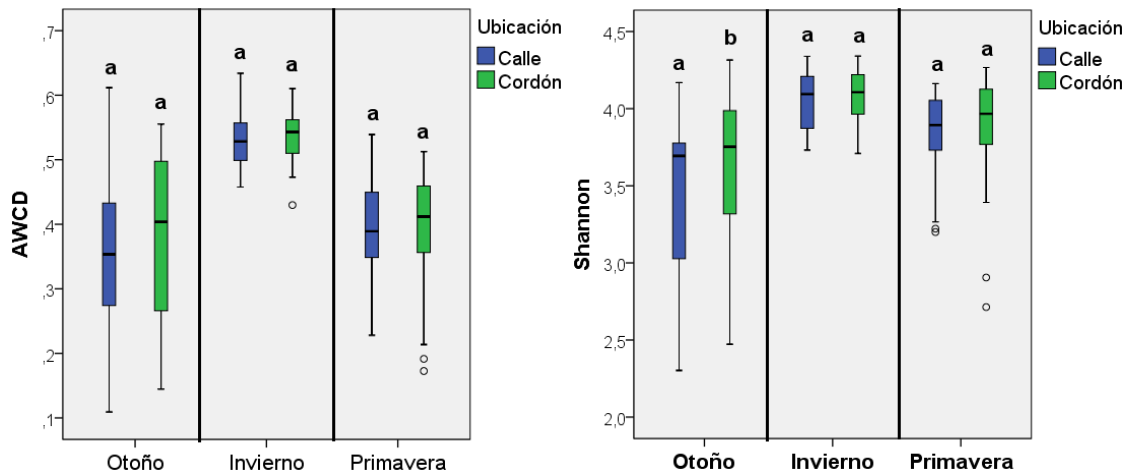 Ubicación
Calle
Cordón
AWCD
,7
,6
,5
,4
,3
,2
,1
a
a
a
a
a
a
Otoño
Invierno
Primavera
Ubicación
Calle
Cordón
Shannon
4,5
4,0
3,5
3,0
2,5
2,0
a
b
a
a
a
a
Otoño
Invierno
Primavera